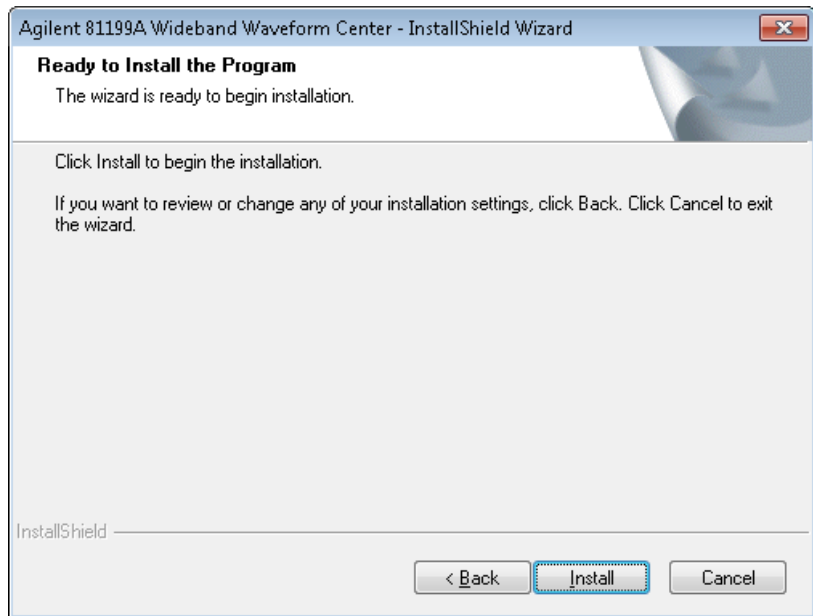 Agilent 81199A Wideband Waveform Center - InstallShield Wizard
Ready to Install the Program
The wizard is ready to begin installation.
Click Install to begin the installation.
If you want to review or change any of your installation settings, click Back. Click Cancel to exit
the wizard.
InstallShield
< Back Install Cancel